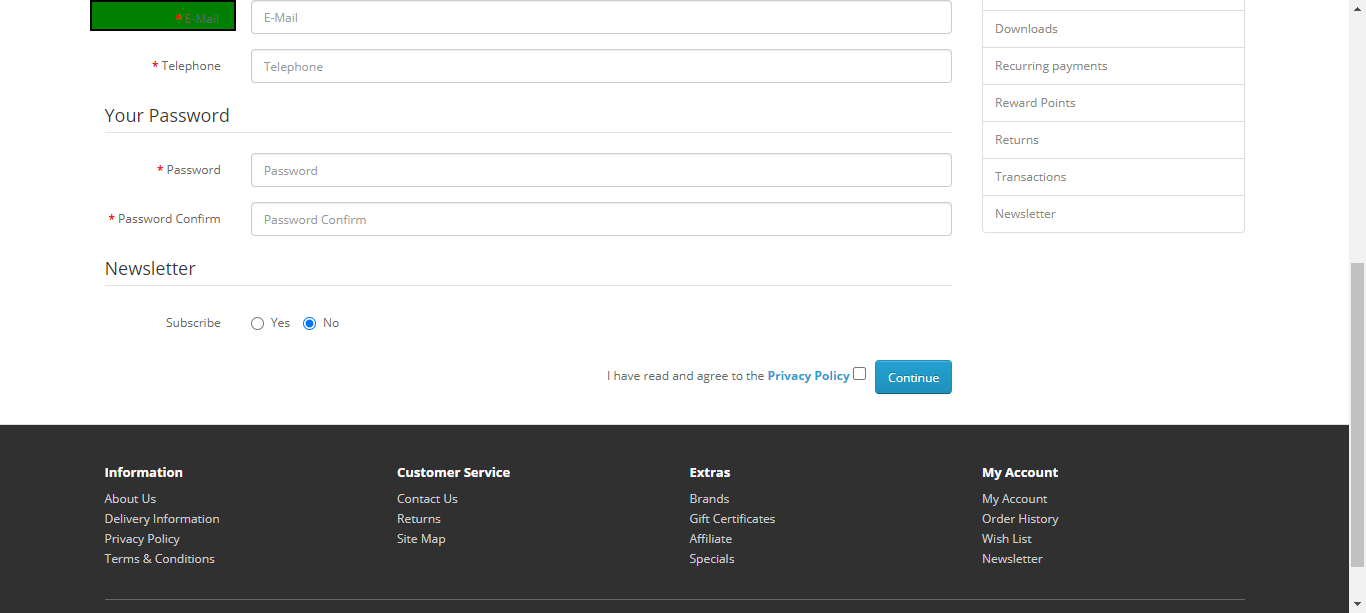 * E-Mail
E-Mail
* Telephone
Telephone
Your Password
* Password
Password
* Password Confirm
Password Confirm
Newsletter
Subscribe
Yes
No
I have read and agree to the Privacy Policy
Continue
Downloads
Recurring payments
Reward Points
Returns
Transactions
Newsletter
Information
About Us
Delivery Information
Privacy Policy
Terms & Conditions
Customer Service
Contact Us
Returns
Site Map
Extras
Brands
Gift Certificates
Affiliate
Specials
My Account
My Account
Order History
Wish List
Newsletter